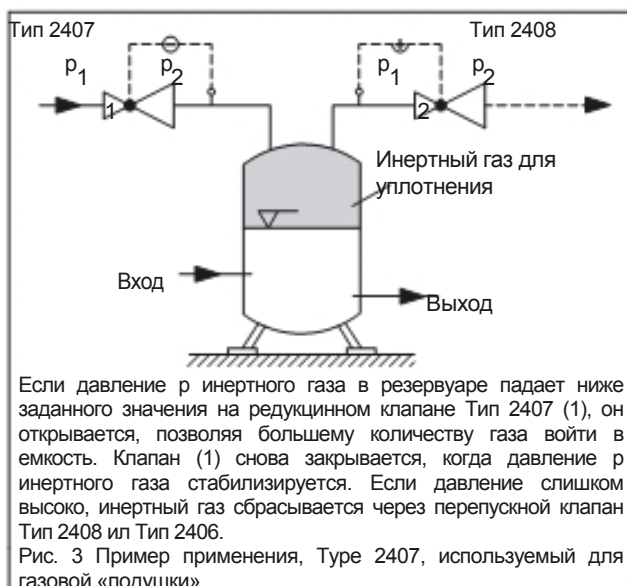 Тип 2407
Тип 2408
p1
p2
p1
p2
1
2
Инертный газ для
уплотнения
Вход
Выход
Если давление p инертного газа в резервуаре падает ниже
заданного значения на редукцинном клапане Тип 2407 (1), он
открывается, позволяя большему количеству газа войти в
емкость. Клапан (1) снова закрывается, когда давление p
инертного газа стабилизируется. Если давление слишком
высоко, инертный газ сбрасывается через перепускной клапан
Тип 2408 ил Тип 2406.
Рис. 3 Пример применения, Type 2407, используемый для
газовой «подушки»